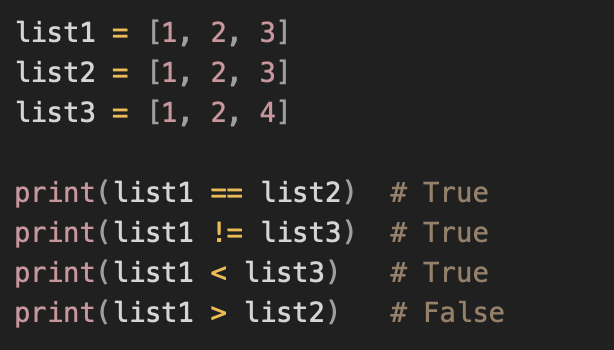 list1 = [1, 2, 3]
list2 = [1, 2, 3]
list3 = [1, 2, 4]

print(list1 == list2)  # True
print(list1 != list3)  # True
print(list1 < list3)   # True
print(list1 > list2)   # False